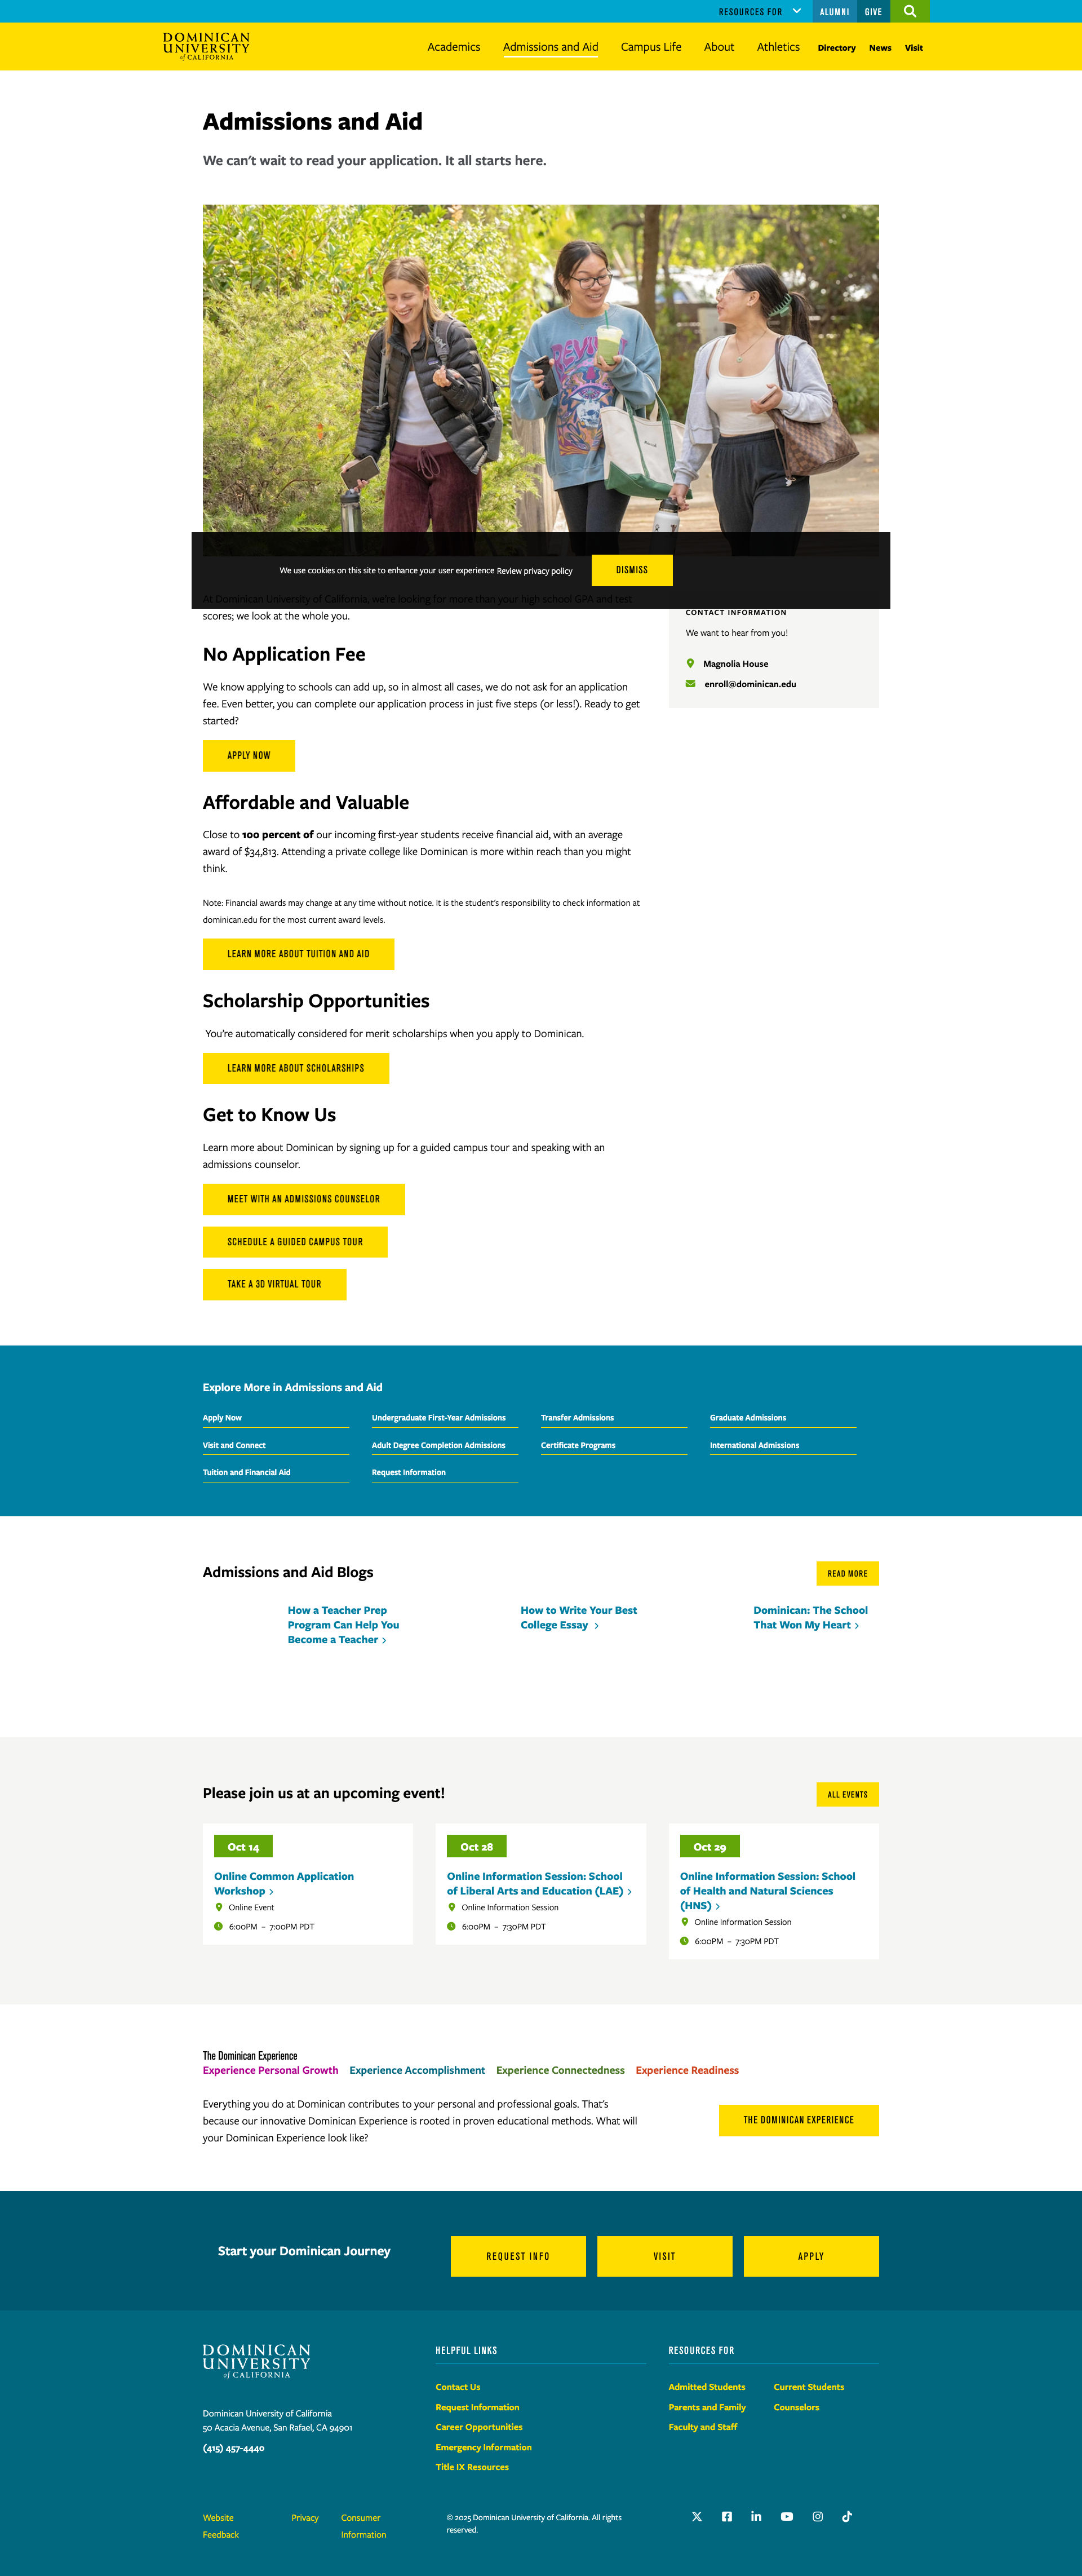 RESOURCES FOR
ALUMNI
GIVE
DOMINICAN
UNIVERSITY
of CALIFORNIA
Academics
Admissions and Aid
Campus Life
About
Athletics
Directory
News
Visit
Admissions and Aid
We can't wait to read your application. It all starts here.
We use cookies on this site to enhance your user experience Review privacy policy
DISMISS
At Dominican University of California, we're looking for more than your high school GPA and test
scores; we look at the whole you.
CONTACT INFORMATION
We want to hear from you!
Magnolia House
enroll@dominican.edu
No Application Fee
We know applying to schools can add up, so in almost all cases, we do not ask for an application
fee. Even better, you can complete our application process in just five steps (or less!). Ready to get
started?
APPLY NOW
Affordable and Valuable
Close to 100 percent of our incoming first-year students receive financial aid, with an average
award of $34,813. Attending a private college like Dominican is more within reach than you might
think.
Note: Financial awards may change at any time without notice. It is the student's responsibility to check information at
dominican.edu for the most current award levels.
LEARN MORE ABOUT TUITION AND AID
Scholarship Opportunities
You're automatically considered for merit scholarships when you apply to Dominican.
LEARN MORE ABOUT SCHOLARSHIPS
Get to Know Us
Learn more about Dominican by signing up for a guided campus tour and speaking with an
admissions counselor.
MEET WITH AN ADMISSIONS COUNSELOR
SCHEDULE A GUIDED CAMPUS TOUR
TAKE A 3D VIRTUAL TOUR
Explore More in Admissions and Aid
Apply Now
Undergraduate First-Year Admissions
Transfer Admissions
Graduate Admissions
Visit and Connect
Adult Degree Completion Admissions
Certificate Programs
International Admissions
Tuition and Financial Aid
Request Information
Admissions and Aid Blogs
READ MORE
How a Teacher Prep
Program Can Help You
Become a Teacher
How to Write Your Best
College Essay
Dominican: The School
That Won My Heart
Please join us at an upcoming event!
ALL EVENTS
Oct 14
Online Common Application
Workshop
Online Event
6:00PM – 7:00PM PDT
Oct 28
Online Information Session: School
of Liberal Arts and Education (LAE)
Online Information Session
6:00PM – 7:30PM PDT
Oct 29
Online Information Session: School
of Health and Natural Sciences
(HNS)
Online Information Session
6:00PM – 7:30PM PDT
The Dominican Experience
Experience Personal Growth
Experience Accomplishment
Experience Connectedness
Experience Readiness
Everything you do at Dominican contributes to your personal and professional goals. That's
because our innovative Dominican Experience is rooted in proven educational methods. What will
your Dominican Experience look like?
THE DOMINICAN EXPERIENCE
Start your Dominican Journey
REQUEST INFO
VISIT
APPLY
DOMINICAN
UNIVERSITY
of CALIFORNIA
Dominican University of California
50 Acacia Avenue, San Rafael, CA 94901
(415) 457-4440
HELPFUL LINKS
Contact Us
Request Information
Career Opportunities
Emergency Information
Title IX Resources
RESOURCES FOR
Admitted Students
Current Students
Parents and Family
Counselors
Faculty and Staff
Website
Feedback
Privacy
Consumer
Information
© 2025 Dominican University of California. All rights
reserved.